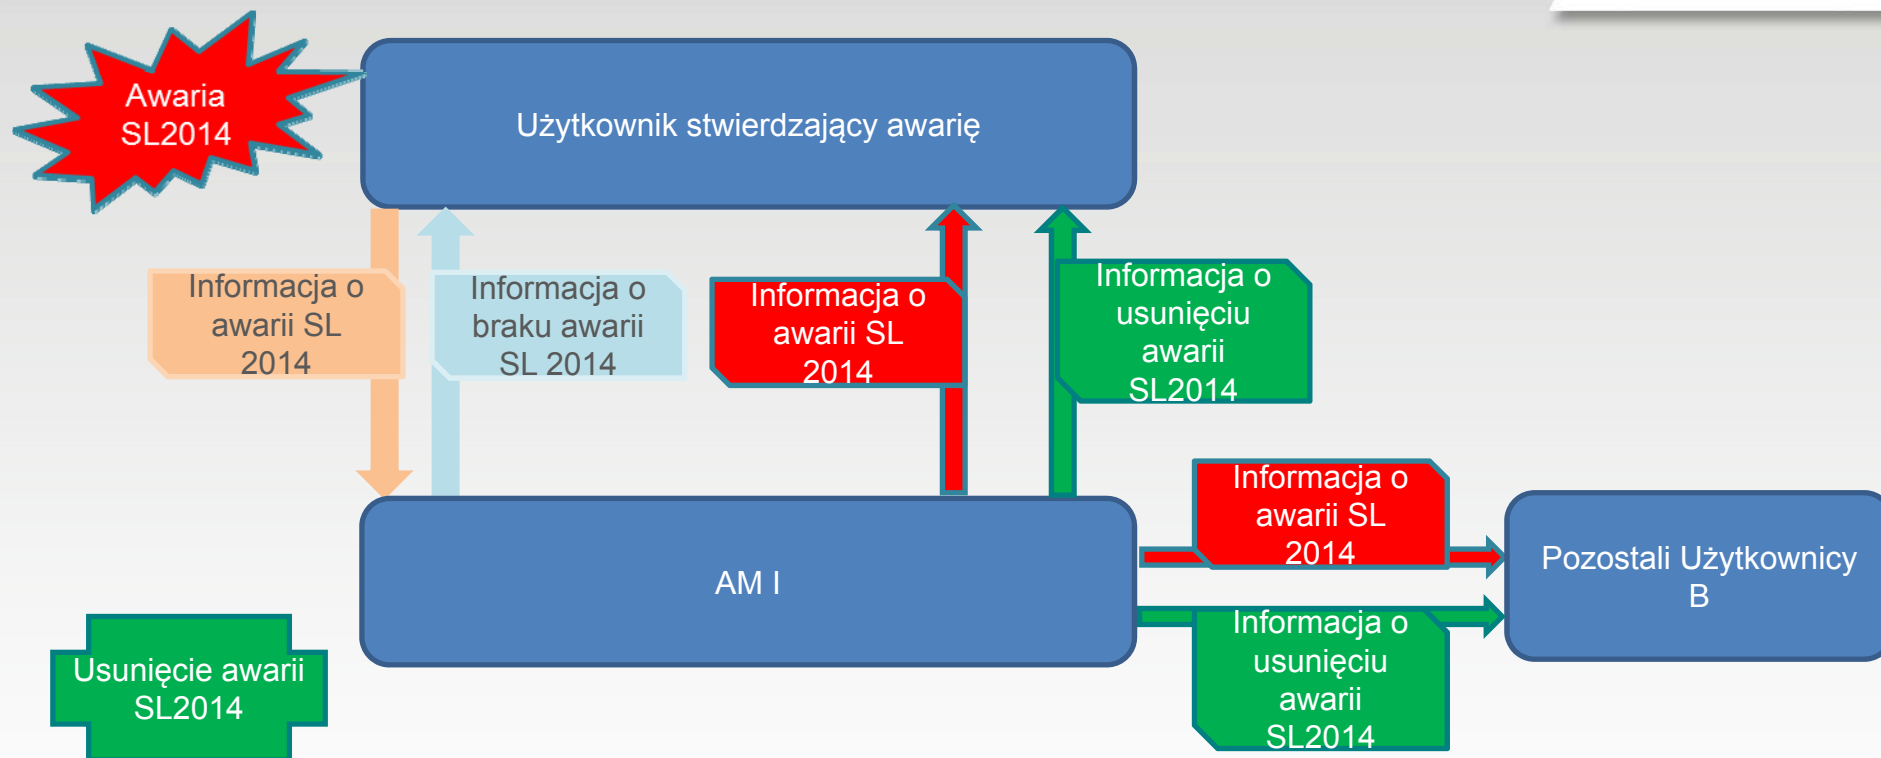 Awaria
SL2014
Użytkownik stwierdzający awarię
Informacja o
awarii SL
2014
Informacja o
braku awarii
SL 2014
Informacja o
awarii SL
2014
Informacja o
usunięciu
awarii
SL2014
Informacja o
awarii SL
2014
AM I
Pozostali Użytkownicy
B
Informacja o
usunięciu
awarii
SL2014
Usunięcie awarii
SL2014